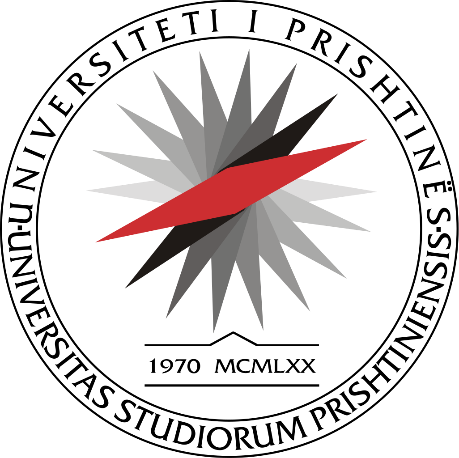 UNIVERSITETI I PRISHTINËS
UNIVERSITAS STUDIORUM PRISHTINIENSIS
1970 MCMLXX